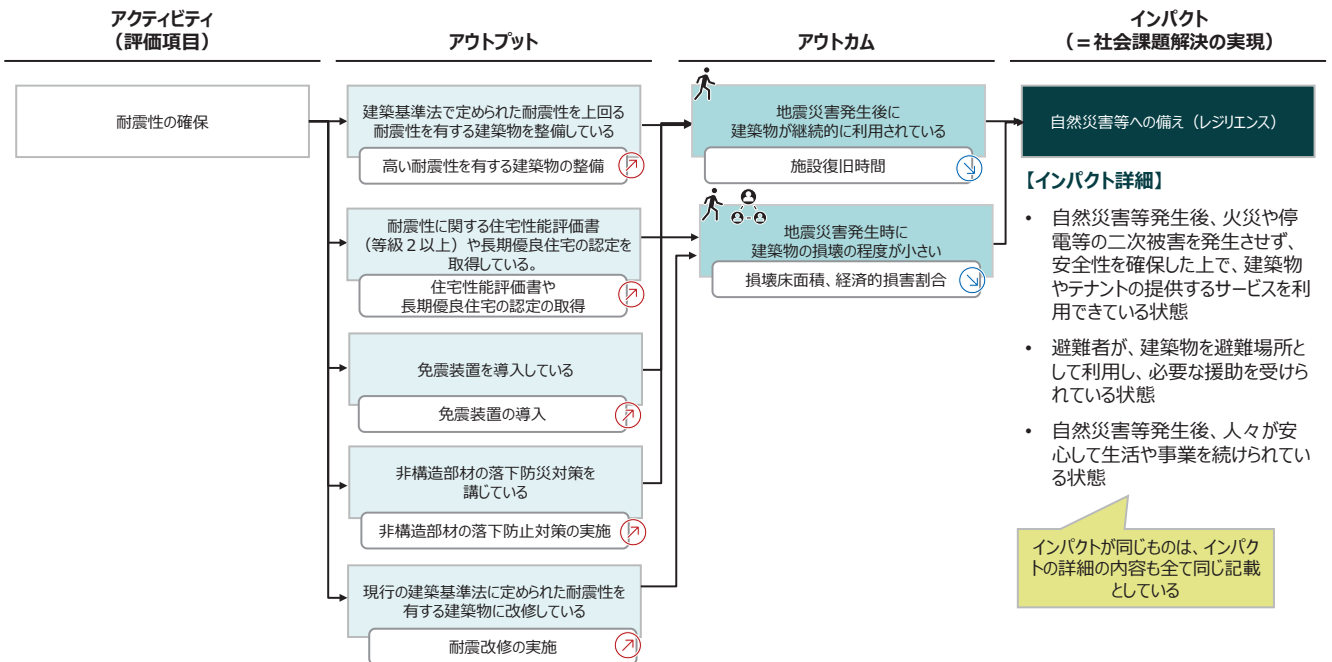 アクティビティ
（評価項目）
アウトプット
アウトカム
インパクト
（＝社会課題解決の実現）
耐震性の確保
建築基準法で定められた耐震性を上回る
耐震性を有する建築物を整備している
高い耐震性を有する建築物の整備
耐震性に関する住宅性能評価書
（等級２以上）や長期優良住宅の認定を
取得している。
住宅性能評価書や
長期優良住宅の認定の取得
免震装置を導入している
免震装置の導入
非構造部材の落下防災対策を
講じている
非構造部材の落下防止対策の実施
現行の建築基準法に定められた耐震性を
有する建築物に改修している
耐震改修の実施
地震災害発生後に
建築物が継続的に利用されている
施設復旧時間
地震災害発生時に
建築物の損壊の程度が小さい
損壊床面積、経済的損害割合
自然災害等への備え（レジリエンス）
【インパクト詳細】
• 自然災害等発生後、火災や停
電等の二次被害を発生させず、
安全性を確保した上で、建築物
やテナントの提供するサービスを利
用できている状態
• 避難者が、建築物を避難場所と
して利用し、必要な援助を受けら
れている状態
• 自然災害等発生後、人々が安
心して生活や事業を続けられてい
る状態
インパクトが同じものは、インパク
トの詳細の内容も全て同じ記載
としている